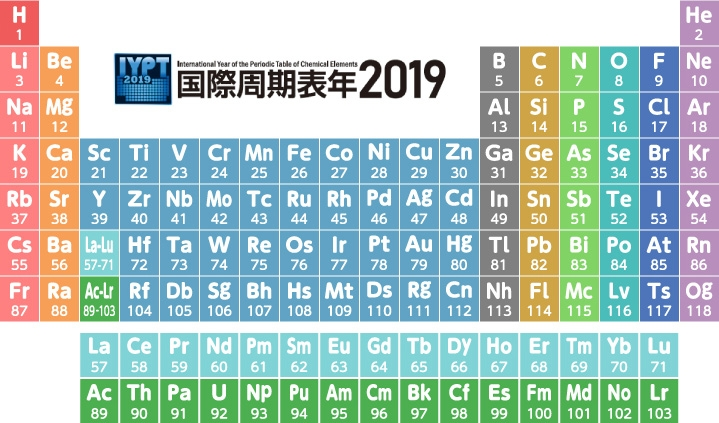 H He
1 2
IYPT International Year of the Periodic Table of Chemical Elements
2019 国際周期表年2019
Li Be B C N O F Ne
3 4 5 6 7 8 9 10
Na Mg Al Si P S Cl Ar
11 12 13 14 15 16 17 18
K Ca Sc Ti V Cr Mn Fe Co Ni Cu Zn Ga Ge As Se Br Kr
19 20 21 22 23 24 25 26 27 28 29 30 31 32 33 34 35 36
Rb Sr Y Zr Nb Mo Tc Ru Rh Pd Ag Cd In Sn Sb Te I Xe
37 38 39 40 41 42 43 44 45 46 47 48 49 50 51 52 53 54
Cs Ba La-Lu Hf Ta W Re Os Ir Pt Au Hg Tl Pb Bi Po At Rn
55 56 57-71 72 73 74 75 76 77 78 79 80 81 82 83 84 85 86
Fr Ra Ac-Lr Rf Db Sg Bh Hs Mt Ds Rg Cn Nh Fl Mc Lv Ts Og
87 88 89-103 104 105 106 107 108 109 110 111 112 113 114 115 116 117 118
La Ce Pr Nd Pm Sm Eu Gd Tb Dy Ho Er Tm Yb Lu
57 58 59 60 61 62 63 64 65 66 67 68 69 70 71
Ac Th Pa U Np Pu Am Cm Bk Cf Es Fm Md No Lr
89 90 91 92 93 94 95 96 97 98 99 100 101 102 103